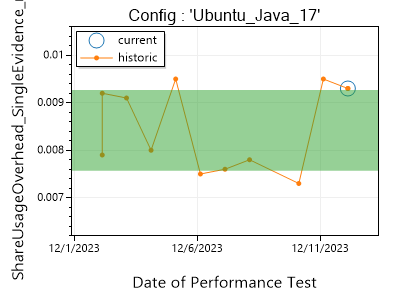 Config : 'Ubuntu_Java_17'
current
historic
0.01
0.009
0.008
0.007
ShareUsageOverhead_SingleEvidence_
12/1/2023
12/6/2023
12/11/2023
Date of Performance Test